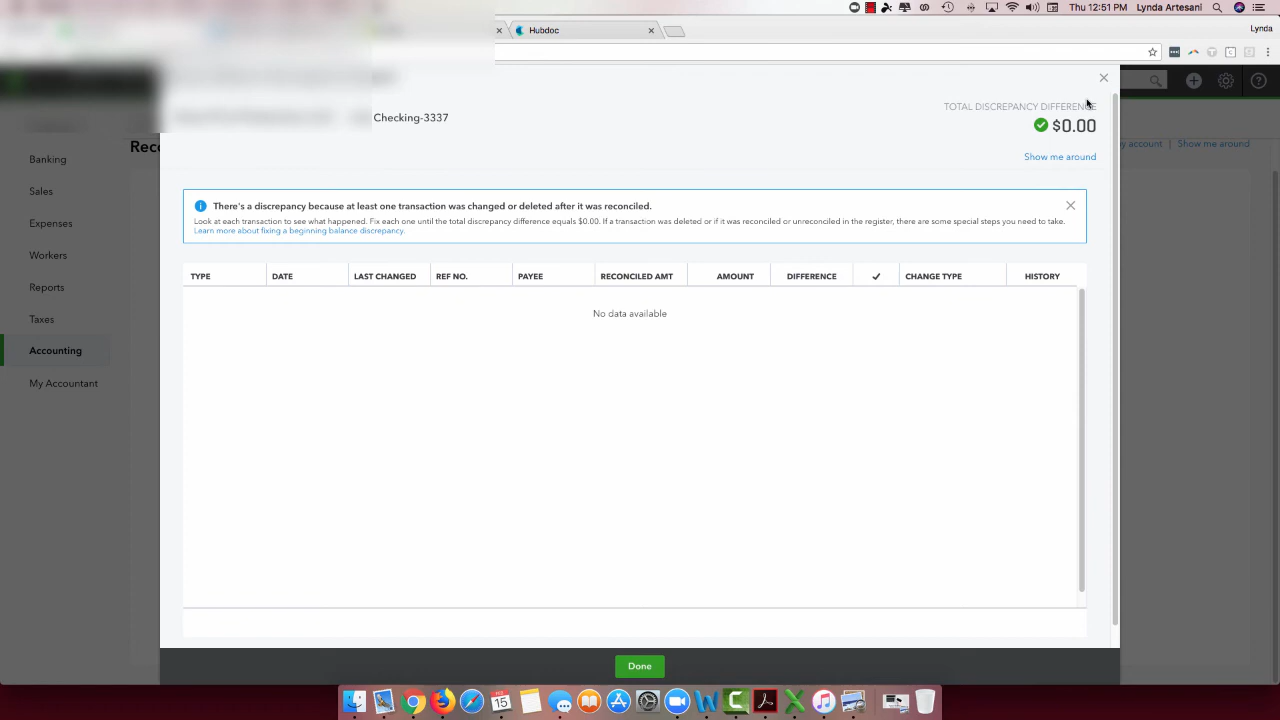 Thu 12:51 PM Lynda Artesani
Hubdoc
Lynda
Checking-3337
TOTAL DISCREPANCY DIFFERENCE
$0.00
Show me around
y account | Show me around
Banking
Sales
Expenses
Workers
Reports
Taxes
Accounting
My Accountant
Reco
There's a discrepancy because at least one transaction was changed or deleted after it was reconciled.
Look at each transaction to see what happened. Fix each one until the total discrepancy difference equals $0.00. If a transaction was deleted or if it was reconciled or unreconciled in the register, there are some special steps you need to take.
Learn more about fixing a beginning balance discrepancy.
TYPE DATE LAST CHANGED REF NO. PAYEE RECONCILED AMT AMOUNT DIFFERENCE ✓ CHANGE TYPE HISTORY
No data available
Done
15